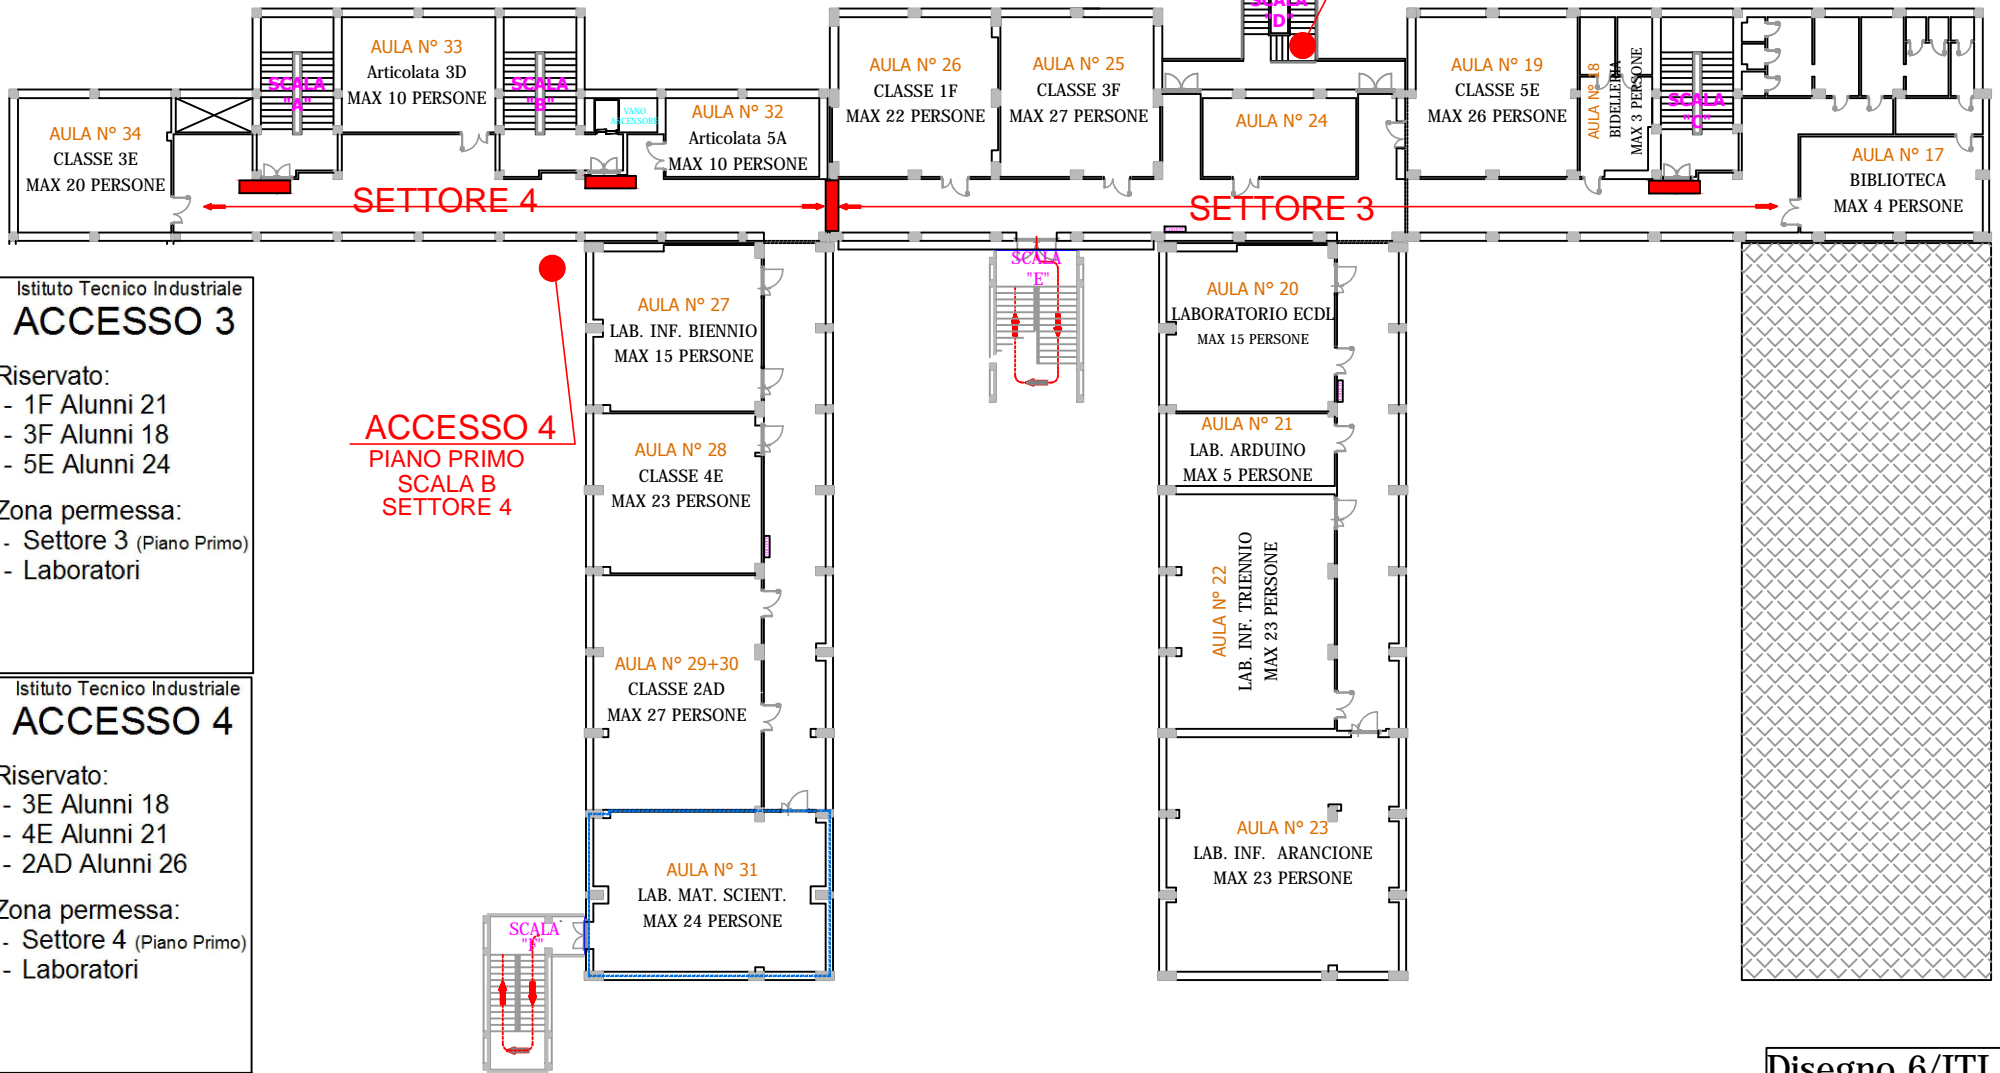 SCALA
"D"
AULA N° 33
Articolata 3D
MAX 10 PERSONE
SCALA
"A"
SCALA
"B"
VANO
ASCENSORE
AULA N° 32
Articolata 5A
MAX 10 PERSONE
AULA N° 34
CLASSE 3E
MAX 20 PERSONE
AULA N° 26
CLASSE 1F
MAX 22 PERSONE
AULA N° 25
CLASSE 3F
MAX 27 PERSONE
AULA N° 24
AULA N° 19
CLASSE 5E
MAX 26 PERSONE
AULA N° 18
BIDELLERIA
MAX 3 PERSONE
SCALA
"C"
AULA N° 17
BIBLIOTECA
MAX 4 PERSONE
SETTORE 4
SETTORE 3
SCALA
"E"
Istituto Tecnico Industriale
ACCESSO 3
Riservato:
- 1F Alunni 21
- 3F Alunni 18
- 5E Alunni 24
Zona permessa:
- Settore 3 (Piano Primo)
- Laboratori
AULA N° 27
LAB. INF. BIENNIO
MAX 15 PERSONE
AULA N° 20
LABORATORIO ECDL
MAX 15 PERSONE
ACCESSO 4
PIANO PRIMO
SCALA B
SETTORE 4
AULA N° 28
CLASSE 4E
MAX 23 PERSONE
AULA N° 21
LAB. ARDUINO
MAX 5 PERSONE
AULA N° 22
LAB. INF. TRIENNIO
MAX 23 PERSONE
AULA N° 29+30
CLASSE 2AD
MAX 27 PERSONE
Istituto Tecnico Industriale
ACCESSO 4
Riservato:
- 3E Alunni 18
- 4E Alunni 21
- 2AD Alunni 26
Zona permessa:
- Settore 4 (Piano Primo)
- Laboratori
AULA N° 31
LAB. MAT. SCIENT.
MAX 24 PERSONE
AULA N° 23
LAB. INF. ARANCIONE
MAX 23 PERSONE
SCALA
"F"
Disegno 6/ITI